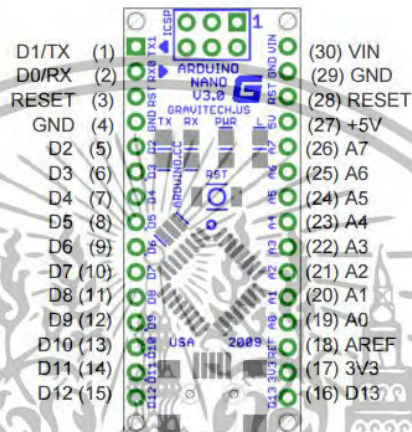 ICSP 1
D1/TX (1) TX1 VIN (30) VIN
D0/RX (2) RX0 ARDUINO GND (29) GND
RESET (3) RST NANO RST (28) RESET
V3.0 G
GRAVITECH.US
GND (4) GND 5V (27) +5V
TX RX PWR L
D2 (5) D2 A7 (26) A7
D3 (6) D3 A6 (25) A6
ARDUINO.CC RST
D4 (7) D4 A5 (24) A5
D5 (8) D5 A4 (23) A4
D6 (9) D6 A3 (22) A3
D7 (10) D7 A2 (21) A2
D8 (11) D8 A1 (20) A1
D9 (12) D9 A0 (19) A0
D10 (13) D10 USA 2009 REF (18) AREF
D11 (14) D11 3V3 (17) 3V3
D12 (15) D12 D13 (16) D13